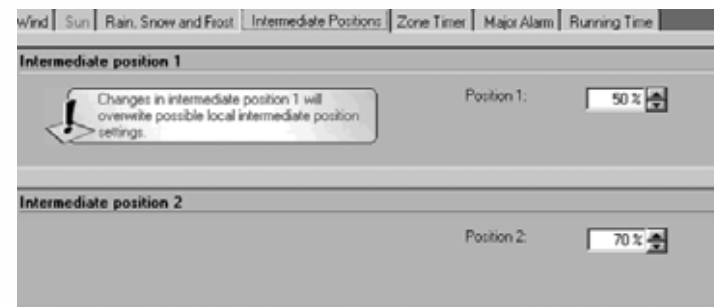 Wind Sun Rain, Snow and Frost Intermediate Positions Zone Timer Major Alarm Running Time
Intermediate position 1
Changes in intermediate position 1 will
overwrite possible local intermediate position
settings.
Position 1:
50 %
Intermediate position 2
Position 2:
70 %